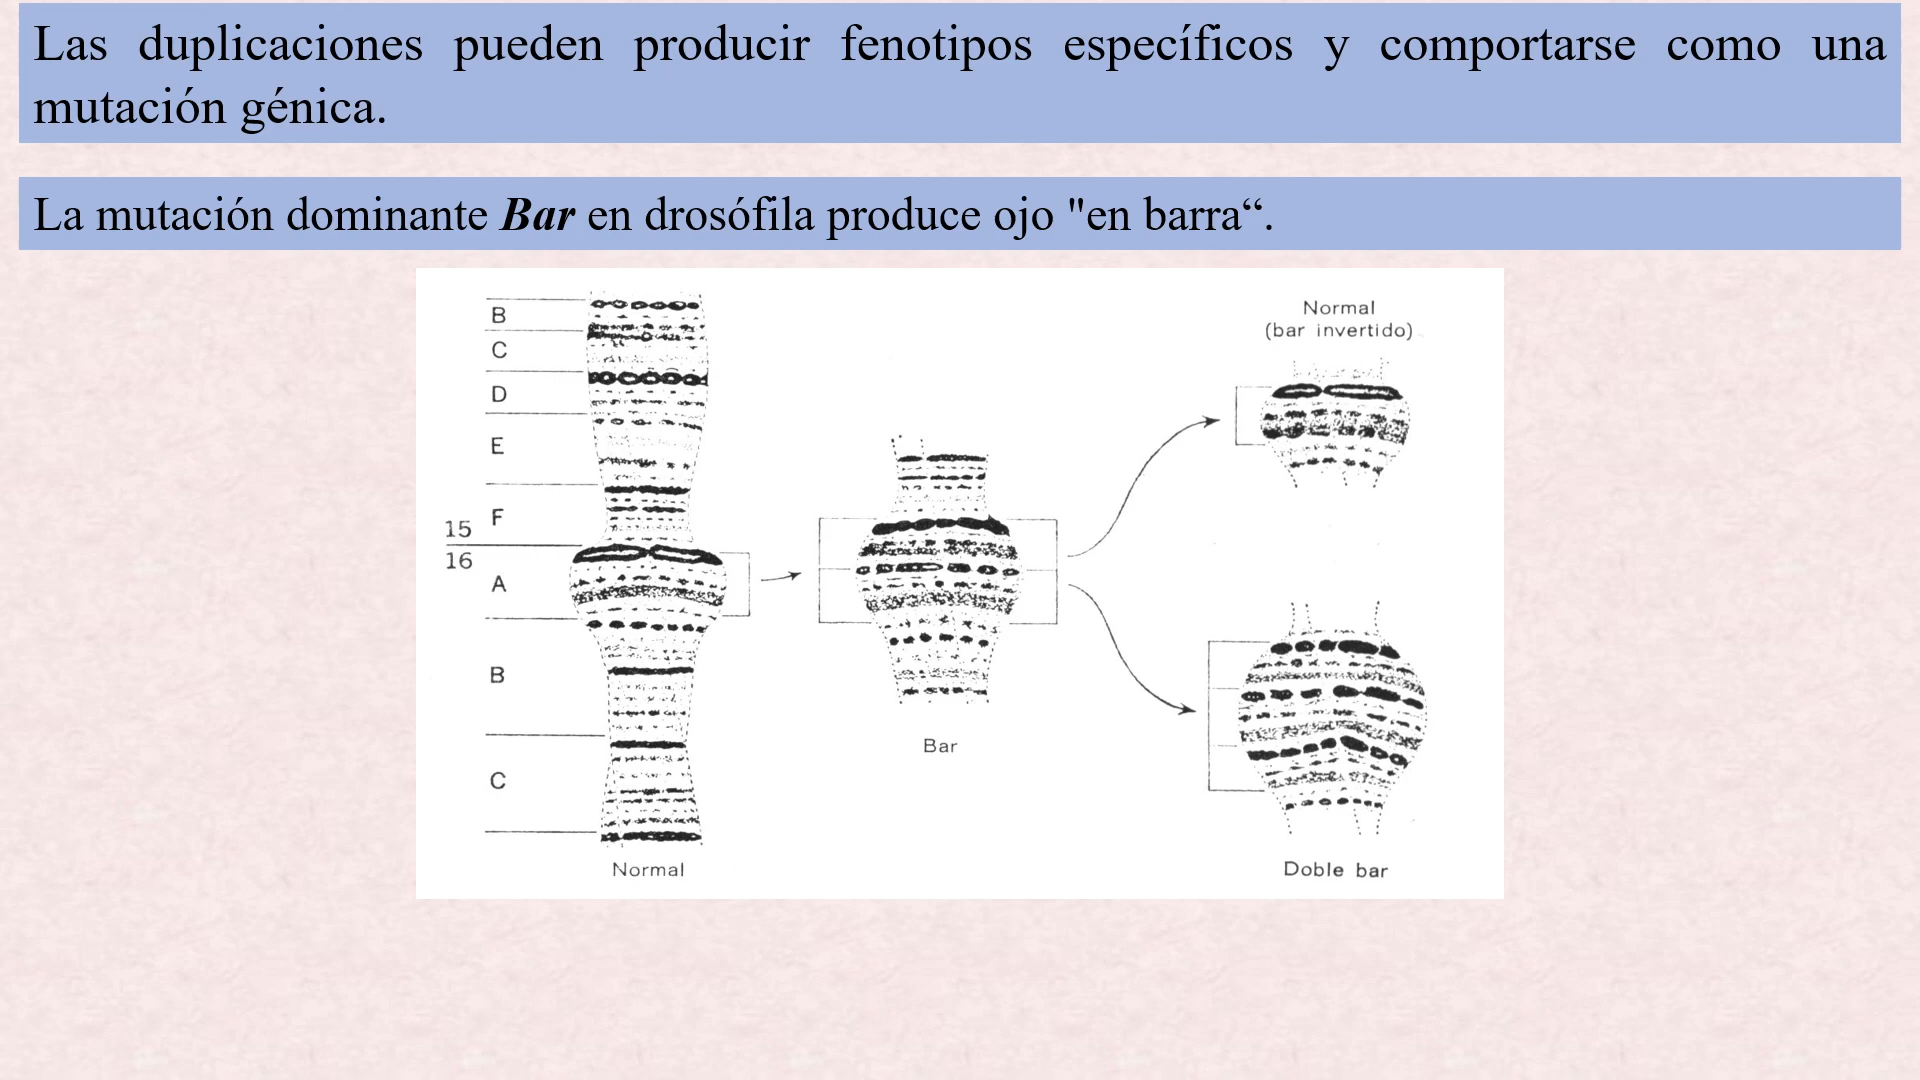 Las duplicaciones pueden producir fenotipos específicos y comportarse como una
mutación génica.
La mutación dominante Bar en drosófila produce ojo "en barra“.
B
C
D
E
F
15
16
A
B
C
Normal
Bar
Normal
(bar invertido)
Doble bar